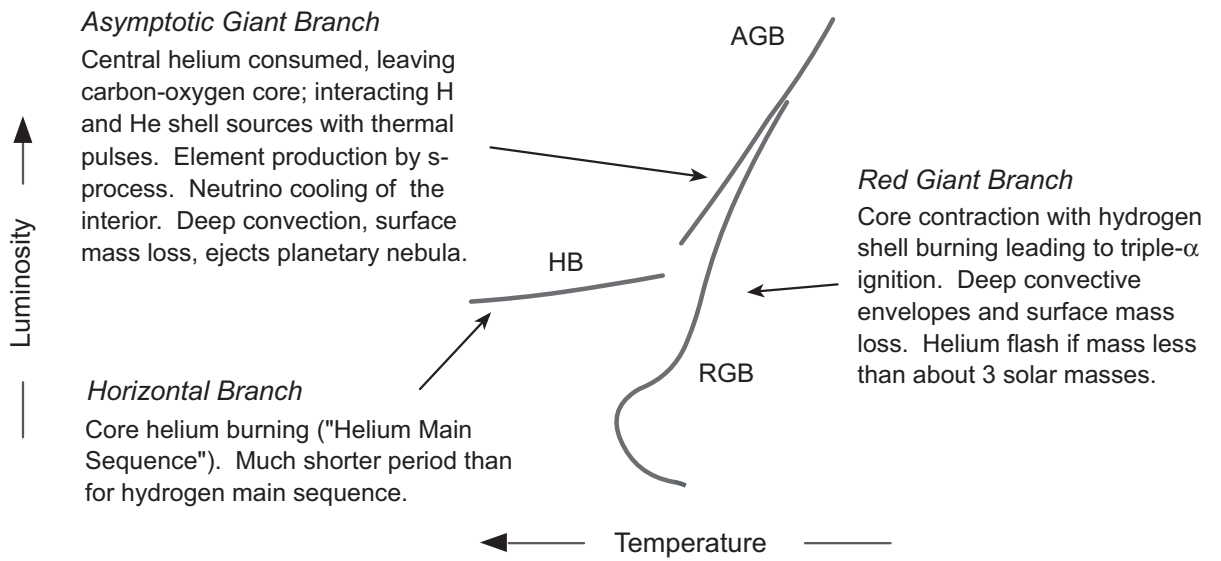 Asymptotic Giant Branch
Central helium consumed, leaving
carbon-oxygen core; interacting H
and He shell sources with thermal
pulses. Element production by s-
process. Neutrino cooling of the
interior. Deep convection, surface
mass loss, ejects planetary nebula.
AGB
Red Giant Branch
Core contraction with hydrogen
shell burning leading to triple-α
ignition. Deep convective
envelopes and surface mass
loss. Helium flash if mass less
than about 3 solar masses.
HB
RGB
Luminosity
Horizontal Branch
Core helium burning ("Helium Main
Sequence"). Much shorter period than
for hydrogen main sequence.
Temperature